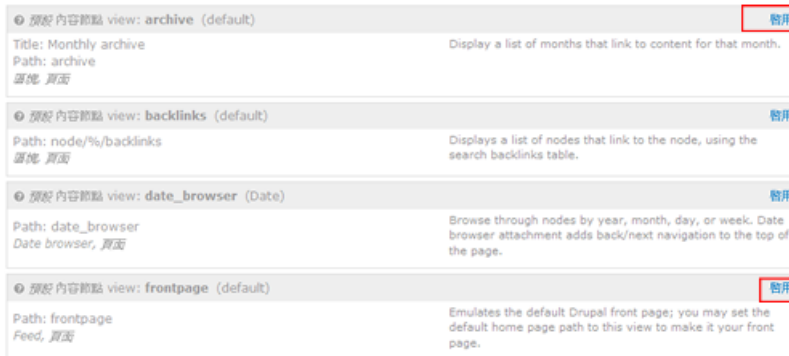 預設 內容節點 view: archive (default) 啓用
Title: Monthly archive
Display a list of months that link to content for that month.
Path: archive
區塊, 頁面
預設 內容節點 view: backlinks (default) 啓用
Path: node/%/backlinks
Displays a list of nodes that link to the node, using the
search backlinks table.
區塊, 頁面
預設 內容節點 view: date_browser (Date) 啓用
Path: date_browser
Date browser, 頁面
Browse through nodes by year, month, day, or week. Date
browser attachment adds back/next navigation to the top of
the page.
預設 內容節點 view: frontpage (default) 啓用
Path: frontpage
Feed, 頁面
Emulates the default Drupal front page; you may set the
default home page path to this view to make it your front
page.